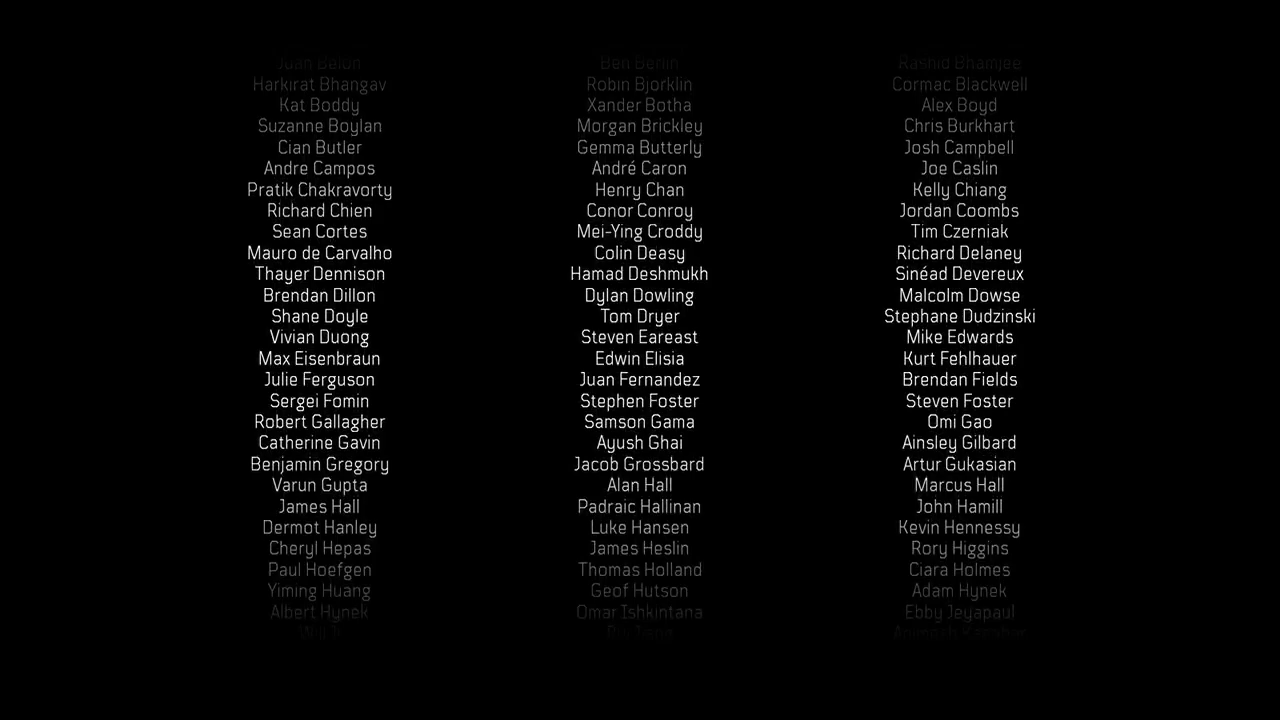 Juan Belon Ben Berlin Rashid Bhamjee
Harkirat Bhangav Robin Bjorklin Cormac Blackwell
Kat Boddy Xander Botha Alex Boyd
Suzanne Boylan Morgan Brickley Chris Burkhart
Cian Butler Gemma Butterly Josh Campbell
Andre Campos André Caron Joe Caslin
Pratik Chakravorty Henry Chan Kelly Chiang
Richard Chien Conor Conroy Jordan Coombs
Sean Cortes Mei-Ying Croddy Tim Czerniak
Mauro de Carvalho Colin Deasy Richard Delaney
Thayer Dennison Hamad Deshmukh Sinéad Devereux
Brendan Dillon Dylan Dowling Malcolm Dowse
Shane Doyle Tom Dryer Stephane Dudzinski
Vivian Duong Steven Eareast Mike Edwards
Max Eisenbraun Edwin Elisia Kurt Fehlhauer
Julie Ferguson Juan Fernandez Brendan Fields
Sergei Fomin Stephen Foster Steven Foster
Robert Gallagher Samson Gama Omi Gao
Catherine Gavin Ayush Ghai Ainsley Gilbard
Benjamin Gregory Jacob Grossbard Artur Gukasian
Varun Gupta Alan Hall Marcus Hall
James Hall Padraic Hallinan John Hamill
Dermot Hanley Luke Hansen Kevin Hennessy
Cheryl Hepas James Heslin Rory Higgins
Paul Hoefgen Thomas Holland Ciara Holmes
Yiming Huang Geof Hutson Adam Hynek
Albert Hynek Omar Ishkintana Ebby Jeyapaul
Will